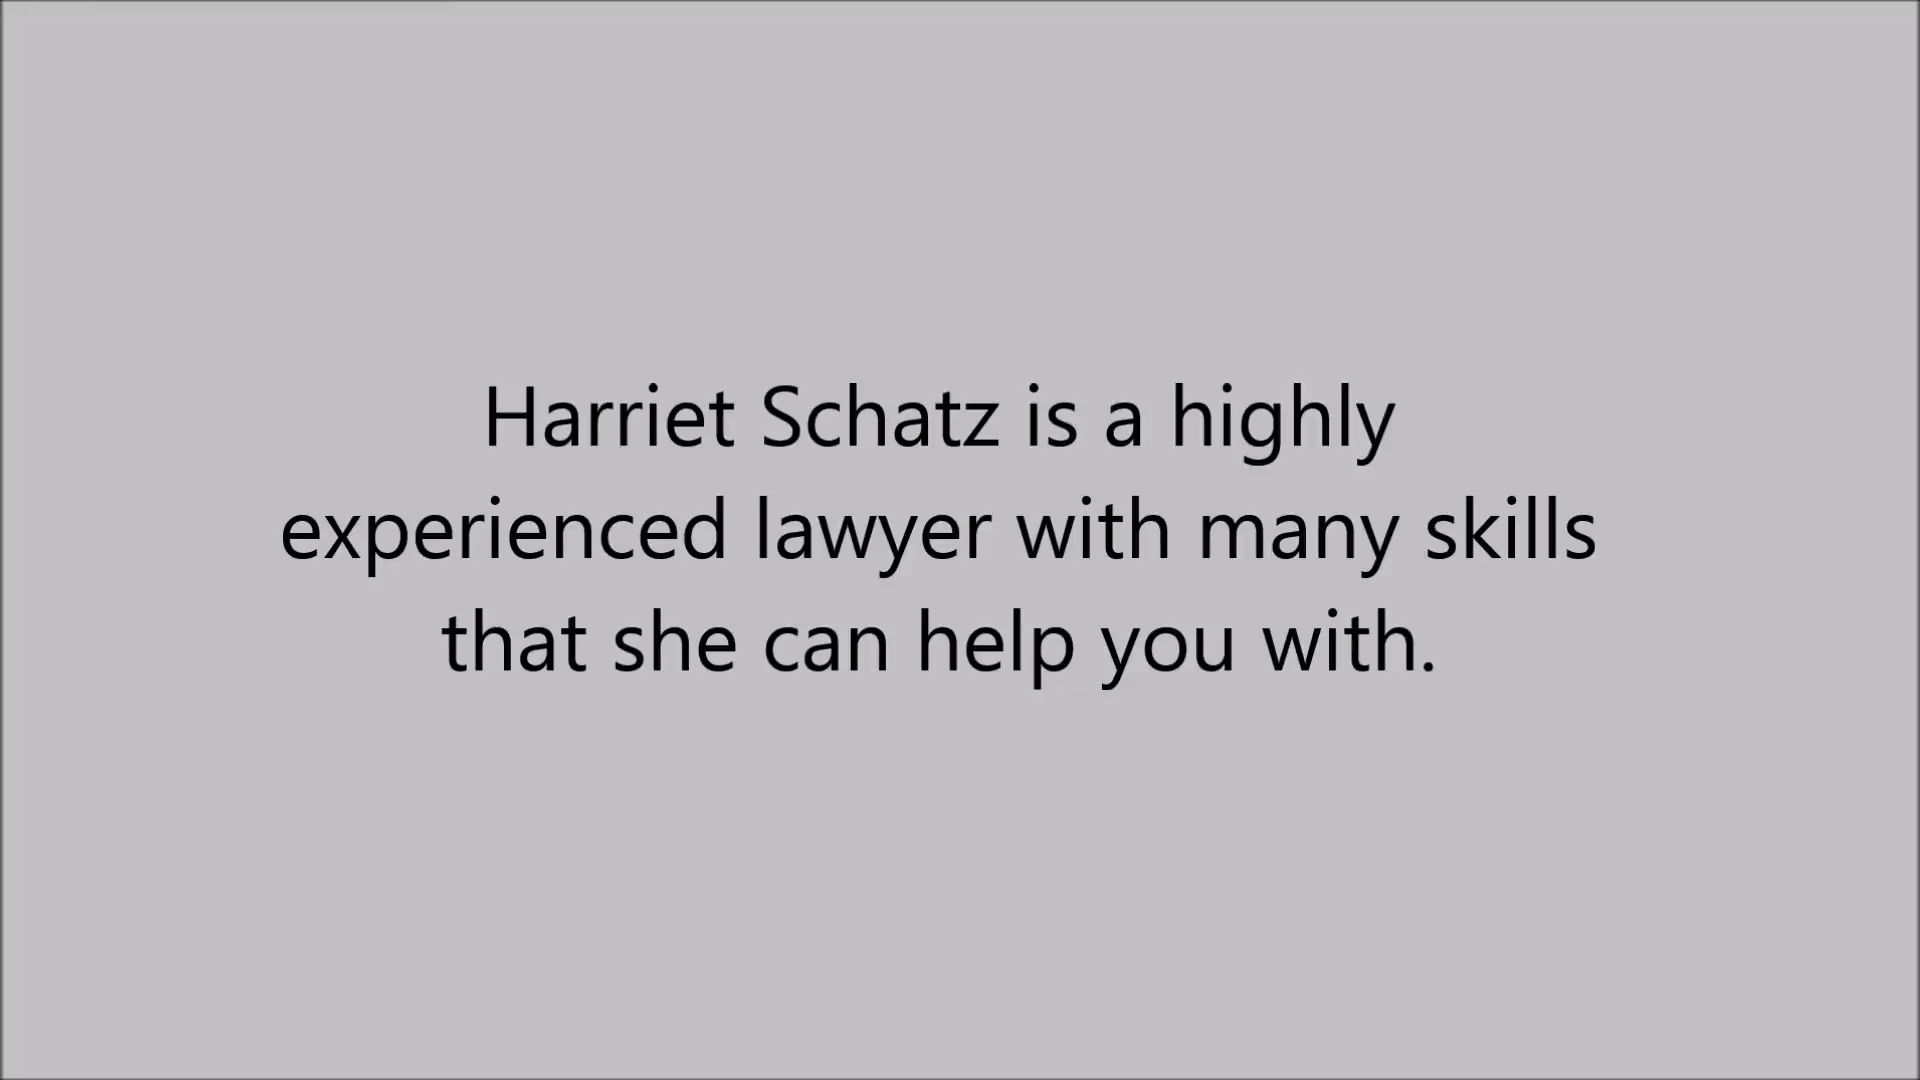 Harriet Schatz is a highly
experienced lawyer with many skills
that she can help you with.